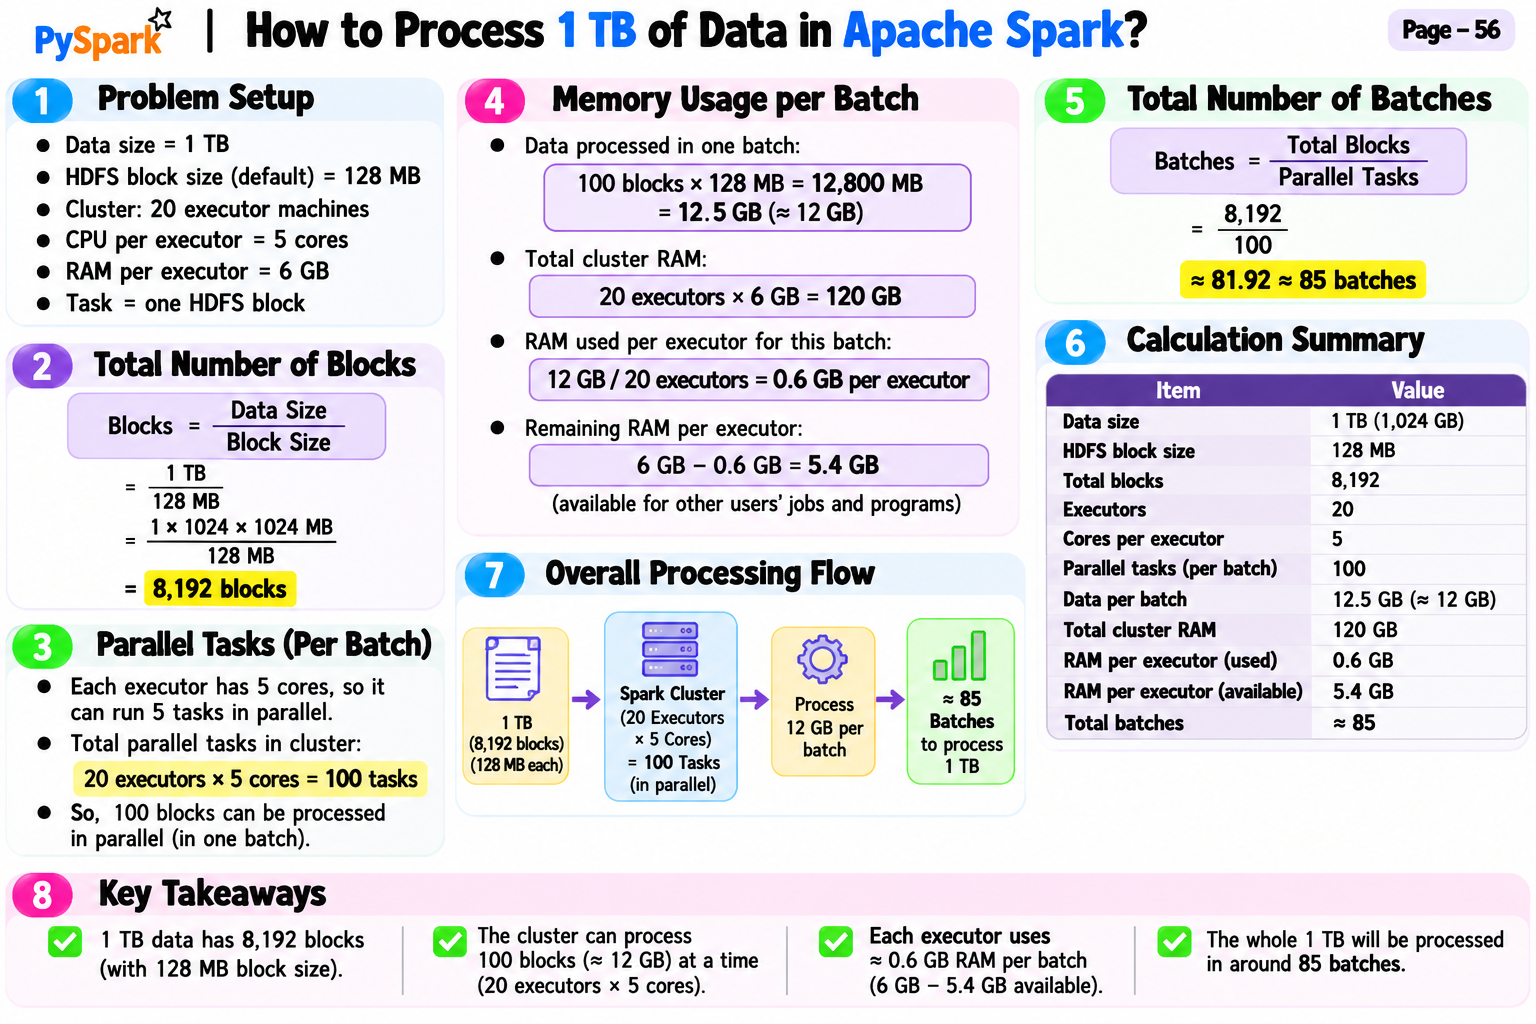 PySpark | How to Process 1 TB of Data in Apache Spark?
Page – 56
1 Problem Setup
● Data size = 1 TB
● HDFS block size (default) = 128 MB
● Cluster: 20 executor machines
● CPU per executor = 5 cores
● RAM per executor = 6 GB
● Task = one HDFS block
2 Total Number of Blocks
Blocks = Data Size / Block Size
= 1 TB / 128 MB
= 1 × 1024 × 1024 MB / 128 MB
= 8,192 blocks
3 Parallel Tasks (Per Batch)
● Each executor has 5 cores, so it
can run 5 tasks in parallel.
● Total parallel tasks in cluster:
20 executors × 5 cores = 100 tasks
● So, 100 blocks can be processed
in parallel (in one batch).
4 Memory Usage per Batch
● Data processed in one batch:
100 blocks × 128 MB = 12,800 MB
= 12.5 GB (≈ 12 GB)
● Total cluster RAM:
20 executors × 6 GB = 120 GB
● RAM used per executor for this batch:
12 GB / 20 executors = 0.6 GB per executor
● Remaining RAM per executor:
6 GB – 0.6 GB = 5.4 GB
(available for other users' jobs and programs)
5 Total Number of Batches
Batches = Total Blocks / Parallel Tasks
= 8,192 / 100
≈ 81.92 ≈ 85 batches
6 Calculation Summary
Item Value
Data size 1 TB (1,024 GB)
HDFS block size 128 MB
Total blocks 8,192
Executors 20
Cores per executor 5
Parallel tasks (per batch) 100
Data per batch 12.5 GB (≈ 12 GB)
Total cluster RAM 120 GB
RAM per executor (used) 0.6 GB
RAM per executor (available) 5.4 GB
Total batches ≈ 85
7 Overall Processing Flow
1 TB
(8,192 blocks)
(128 MB each)
Spark Cluster
(20 Executors
× 5 Cores)
= 100 Tasks
(in parallel)
Process
12 GB per
batch
≈ 85
Batches
to process
1 TB
8 Key Takeaways
1 TB data has 8,192 blocks
(with 128 MB block size).
The cluster can process
100 blocks (≈ 12 GB) at a time
(20 executors × 5 cores).
Each executor uses
≈ 0.6 GB RAM per batch
(6 GB – 5.4 GB available).
The whole 1 TB will be processed
in around 85 batches.